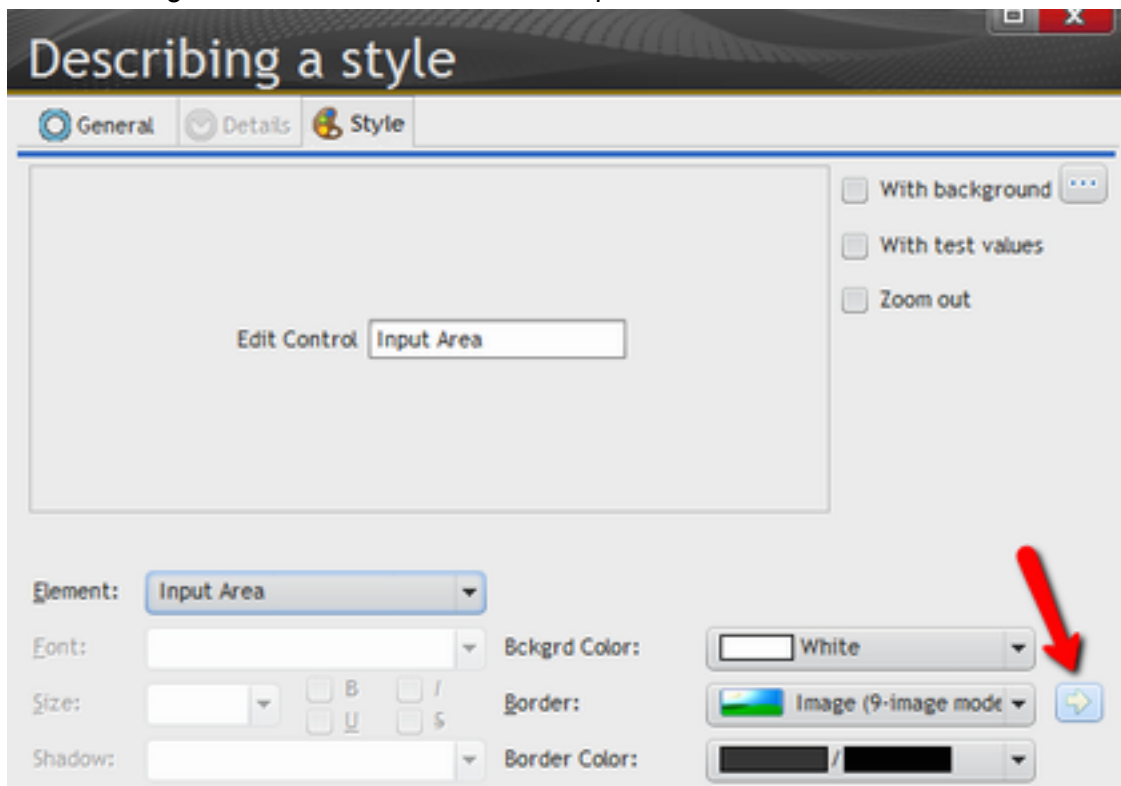 Describing a style
General Details Style
With background ...
With test values
Zoom out
Edit Control Input Area
Element: Input Area
Font: Bckgrd Color: White
Size: B I U S Border: Image (9-image mode
Shadow: Border Color: /